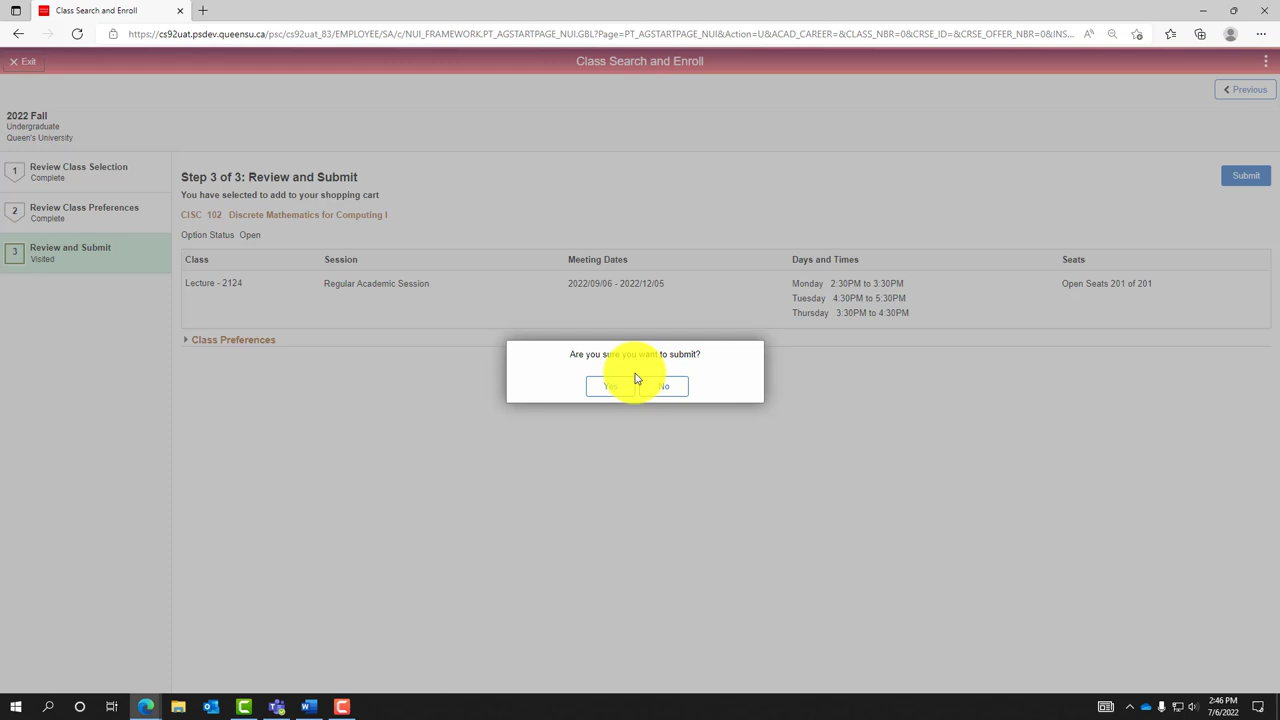 Class Search and Enroll
https://cs92uat.psdev.queensu.ca/psc/cs92uat_83/EMPLOYEE/SA/c/NUI_FRAMEWORK.PT_AGSTARTPAGE_NUI.GBL?Page=PT_AGSTARTPAGE_NUI&Action=U&ACAD_CAREER=&CLASS_NBR=0&CRSE_ID=&CRSE_OFFER_NBR=0&INS...
Exit
Class Search and Enroll
Previous
2022 Fall
Undergraduate
Queen's University
1 Review Class Selection
Complete
2 Review Class Preferences
Complete
3 Review and Submit
Visited
Step 3 of 3: Review and Submit
Submit
You have selected to add to your shopping cart
CISC 102 Discrete Mathematics for Computing I
Option Status Open
Class Session Meeting Dates Days and Times Seats
Lecture - 2124 Regular Academic Session 2022/09/06 - 2022/12/05 Monday 2:30PM to 3:30PM Open Seats 201 of 201
Tuesday 4:30PM to 5:30PM
Thursday 3:30PM to 4:30PM
Class Preferences
Are you sure you want to submit?
Yes No
2:46 PM
7/6/2022